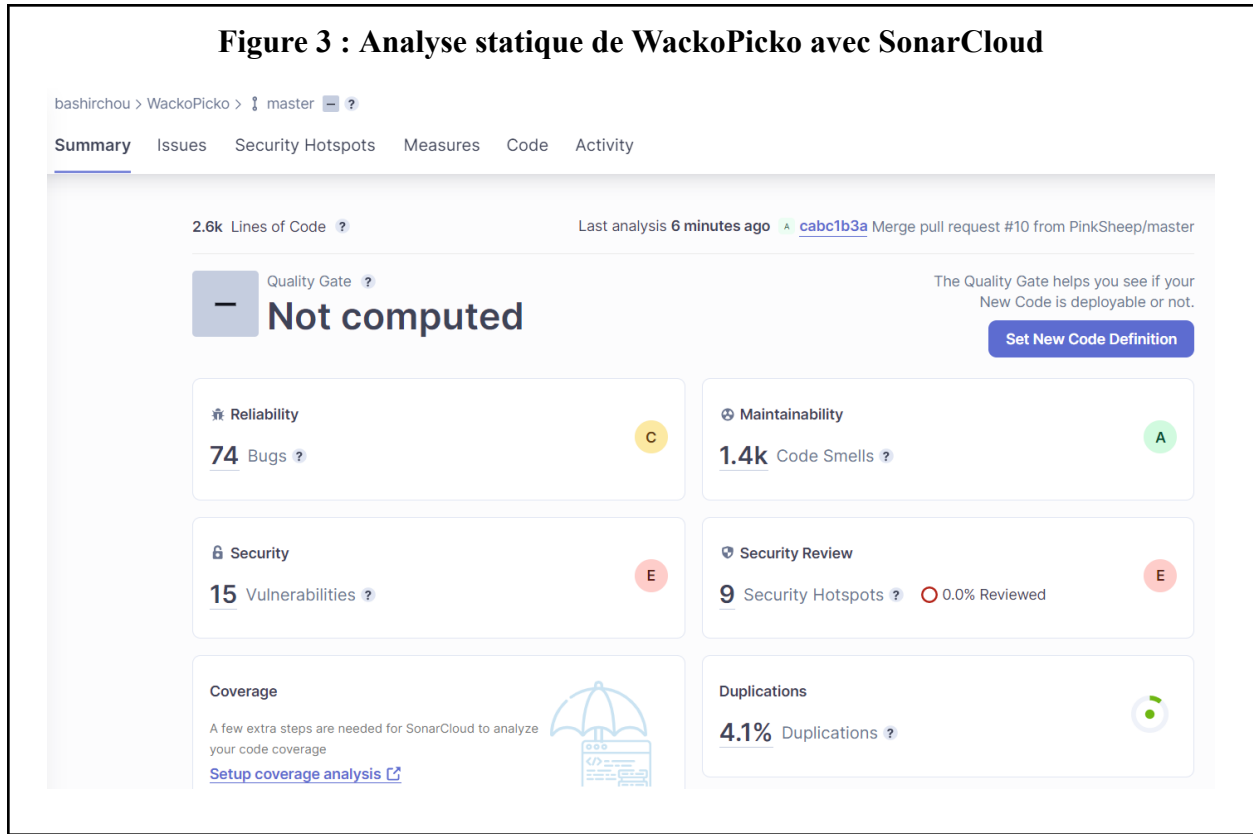 Figure 3 : Analyse statique de WackoPicko avec SonarCloud
bashirchou > WackoPicko > master – ?
Summary Issues Security Hotspots Measures Code Activity
2.6k Lines of Code ? Last analysis 6 minutes ago A cabc1b3a Merge pull request #10 from PinkSheep/master
– Quality Gate ?
Not computed
The Quality Gate helps you see if your
New Code is deployable or not.
Set New Code Definition
Reliability
74 Bugs ? C
Maintainability
1.4k Code Smells ? A
Security
15 Vulnerabilities ? E
Security Review
9 Security Hotspots ? 0.0% Reviewed E
Coverage
A few extra steps are needed for SonarCloud to analyze
your code coverage
Setup coverage analysis
Duplications
4.1% Duplications ?